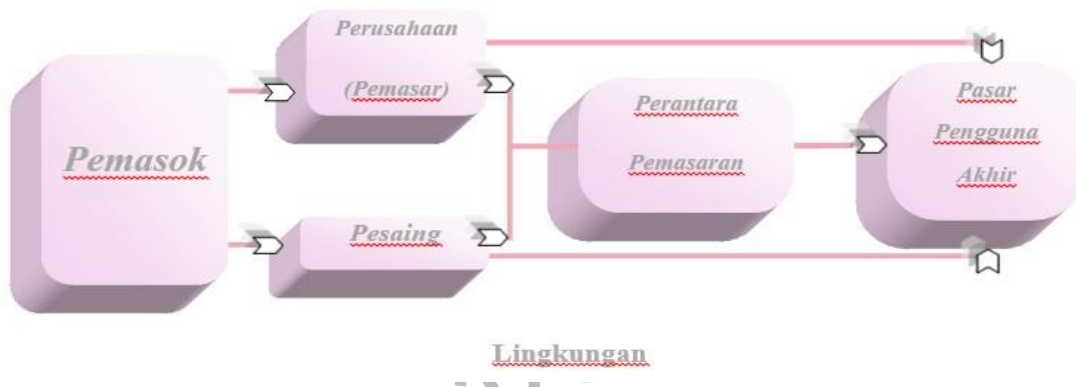 Pemasok
Perusahaan
(Pemasar)
Pesaing
Perantara
Pemasaran
Pasar
Pengguna
Akhir
Lingkungan